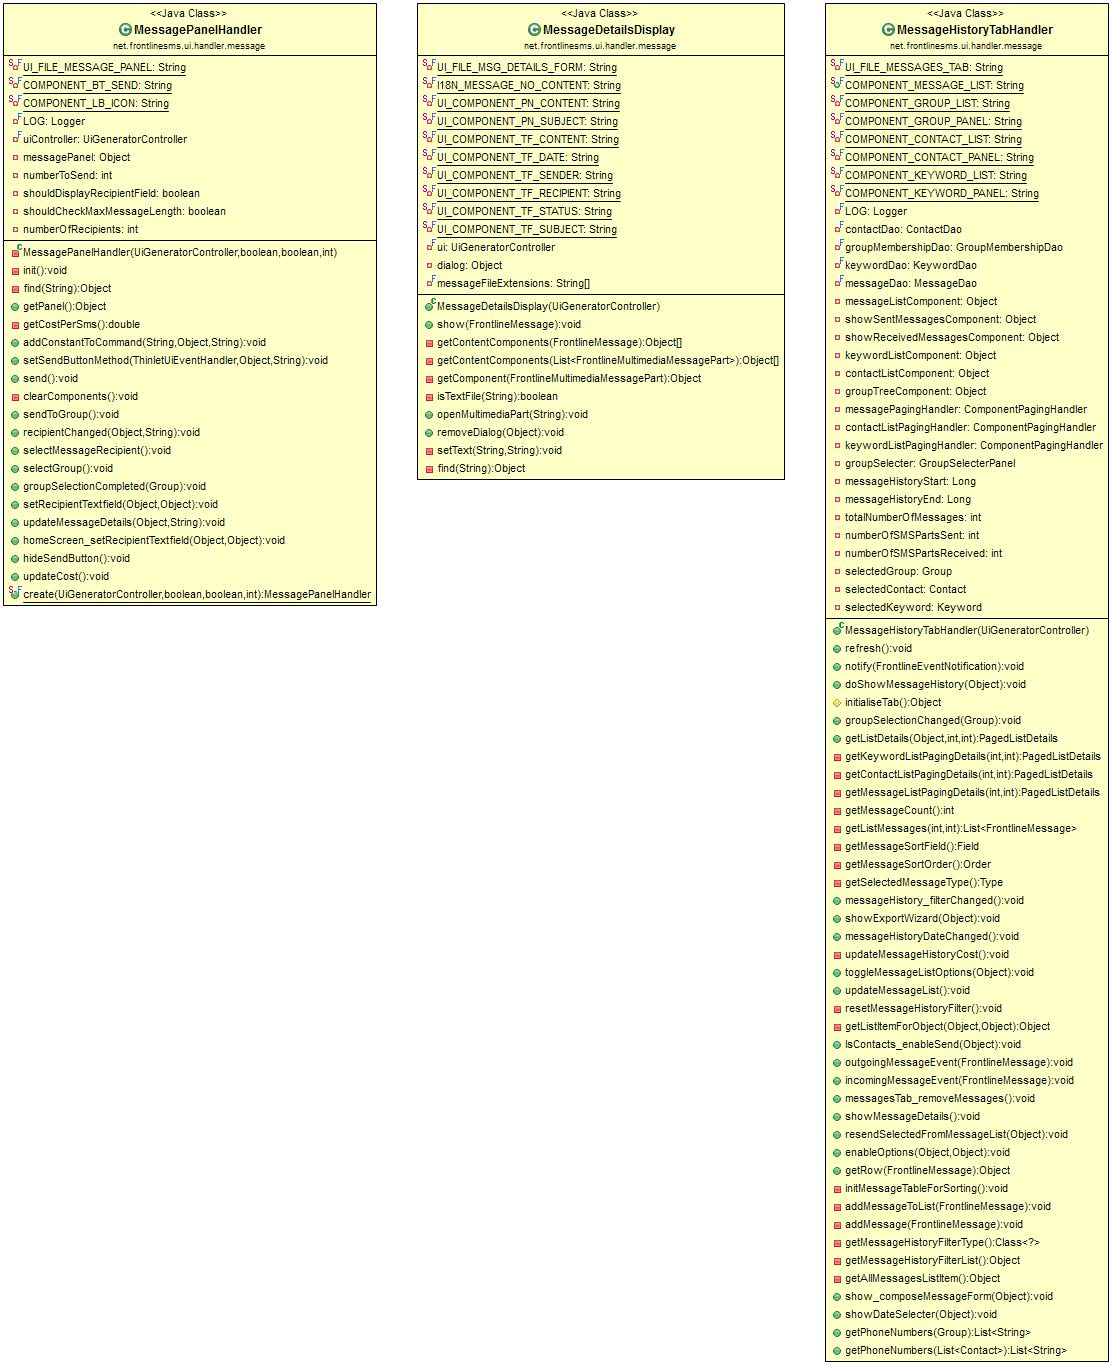 <<Java Class>>
MessagePanelHandler
net.frontlinesms.ui.handler.message
UI_FILE_MESSAGE_PANEL: String
COMPONENT_BT_SEND: String
COMPONENT_LB_ICON: String
LOG: Logger
uiController: UiGeneratorController
messagePanel: Object
numberToSend: int
shouldDisplayRecipientField: boolean
shouldCheckMaxMessageLength: boolean
numberOfRecipients: int
MessagePanelHandler(UiGeneratorController,boolean,boolean,int)
init():void
find(String):Object
getPanel():Object
getCostPerSms():double
addConstantToCommand(String,Object,String):void
setSendButtonMethod(ThinletUiEventHandler,Object,String):void
send():void
clearComponents():void
sendToGroup():void
recipientChanged(Object,String):void
selectMessageRecipient():void
selectGroup():void
groupSelectionCompleted(Group):void
setRecipientTextfield(Object,Object):void
updateMessageDetails(Object,String):void
homeScreen_setRecipientTextfield(Object,Object):void
hideSendButton():void
updateCost():void
create(UiGeneratorController,boolean,boolean,int):MessagePanelHandler
<<Java Class>>
MessageDetailsDisplay
net.frontlinesms.ui.handler.message
UI_FILE_MSG_DETAILS_FORM: String
I18N_MESSAGE_NO_CONTENT: String
UI_COMPONENT_PN_CONTENT: String
UI_COMPONENT_PN_SUBJECT: String
UI_COMPONENT_TF_CONTENT: String
UI_COMPONENT_TF_DATE: String
UI_COMPONENT_TF_SENDER: String
UI_COMPONENT_TF_RECIPIENT: String
UI_COMPONENT_TF_STATUS: String
UI_COMPONENT_TF_SUBJECT: String
ui: UiGeneratorController
dialog: Object
messageFileExtensions: String[]
MessageDetailsDisplay(UiGeneratorController)
show(FrontlineMessage):void
getContentComponents(FrontlineMessage):Object[]
getContentComponents(List<FrontlineMultimediaMessagePart>):Object[]
getComponent(FrontlineMultimediaMessagePart):Object
isTextFile(String):boolean
openMultimediaPart(String):void
removeDialog(Object):void
setText(String,String):void
find(String):Object
<<Java Class>>
MessageHistoryTabHandler
net.frontlinesms.ui.handler.message
UI_FILE_MESSAGES_TAB: String
COMPONENT_MESSAGE_LIST: String
COMPONENT_GROUP_LIST: String
COMPONENT_GROUP_PANEL: String
COMPONENT_CONTACT_LIST: String
COMPONENT_CONTACT_PANEL: String
COMPONENT_KEYWORD_LIST: String
COMPONENT_KEYWORD_PANEL: String
LOG: Logger
contactDao: ContactDao
groupMembershipDao: GroupMembershipDao
keywordDao: KeywordDao
messageDao: MessageDao
messageListComponent: Object
showSentMessagesComponent: Object
showReceivedMessagesComponent: Object
keywordListComponent: Object
contactListComponent: Object
groupTreeComponent: Object
messagePagingHandler: ComponentPagingHandler
contactListPagingHandler: ComponentPagingHandler
keywordListPagingHandler: ComponentPagingHandler
groupSelecter: GroupSelecterPanel
messageHistoryStart: Long
messageHistoryEnd: Long
totalNumberOfMessages: int
numberOfSMSPartsSent: int
numberOfSMSPartsReceived: int
selectedGroup: Group
selectedContact: Contact
selectedKeyword: Keyword
MessageHistoryTabHandler(UiGeneratorController)
refresh():void
notify(FrontlineEventNotification):void
doShowMessageHistory(Object):void
initialiseTab():Object
groupSelectionChanged(Group):void
getListDetails(Object,int,int):PagedListDetails
getKeywordListPagingDetails(int,int):PagedListDetails
getContactListPagingDetails(int,int):PagedListDetails
getMessageListPagingDetails(int,int):PagedListDetails
getMessageCount():int
getListMessages(int,int):List<FrontlineMessage>
getMessageSortField():Field
getMessageSortOrder():Order
getSelectedMessageType():Type
messageHistory_filterChanged():void
showExportWizard(Object):void
messageHistoryDateChanged():void
updateMessageHistoryCost():void
toggleMessageListOptions(Object):void
updateMessageList():void
resetMessageHistoryFilter():void
getListItemForObject(Object,Object):Object
lsContacts_enableSend(Object):void
outgoingMessageEvent(FrontlineMessage):void
incomingMessageEvent(FrontlineMessage):void
messagesTab_removeMessages():void
showMessageDetails():void
resendSelectedFromMessageList(Object):void
enableOptions(Object,Object):void
getRow(FrontlineMessage):Object
initMessageTableForSorting():void
addMessageToList(FrontlineMessage):void
addMessage(FrontlineMessage):void
getMessageHistoryFilterType():Class<?>
getMessageHistoryFilterList():Object
getAllMessagesListItem():Object
show_composeMessageForm(Object):void
showDateSelecter(Object):void
getPhoneNumbers(Group):List<String>
getPhoneNumbers(List<Contact>):List<String>